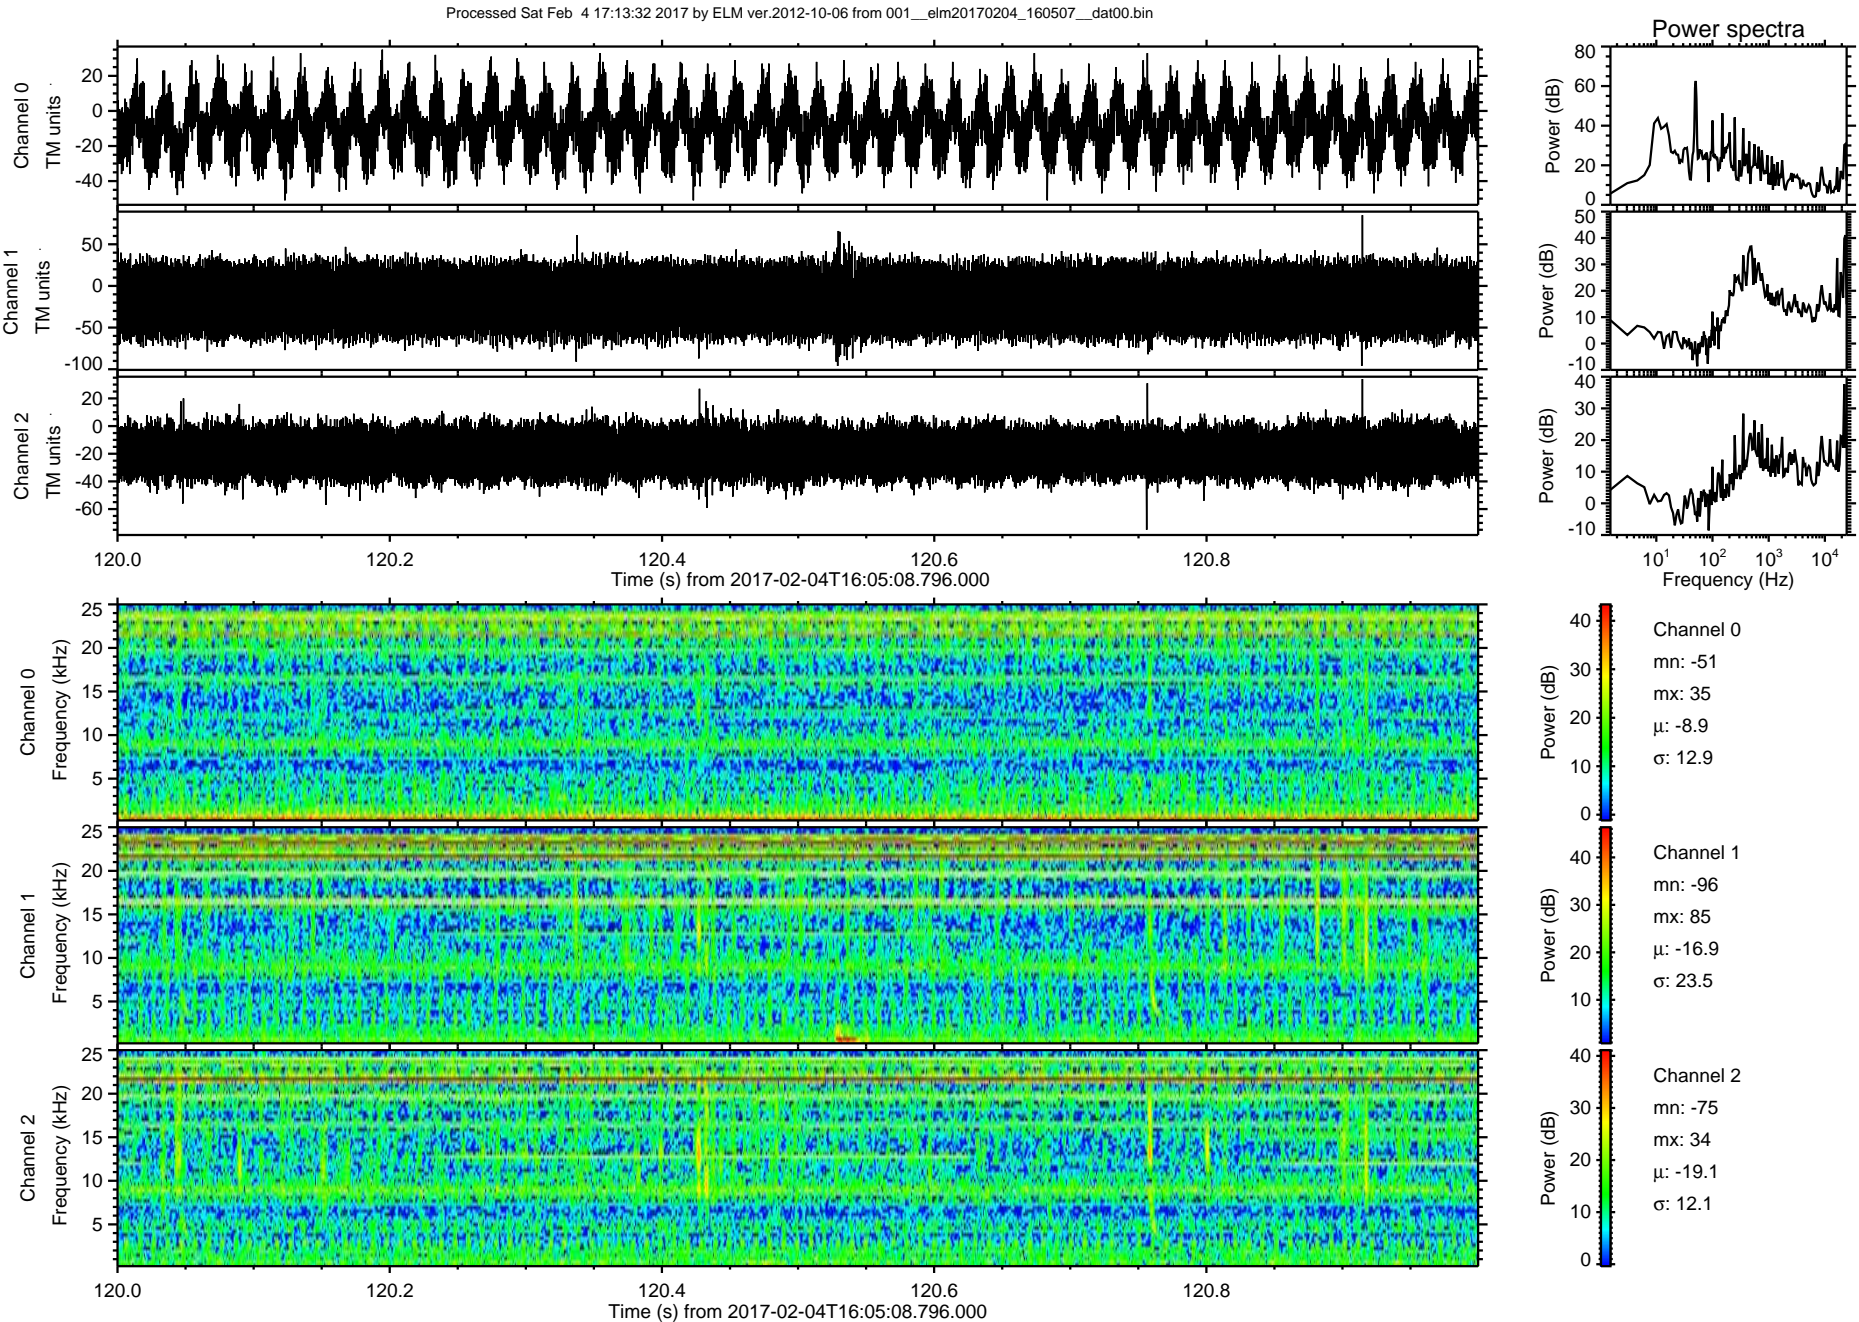 Processed Sat Feb  4 17:13:32 2017 by ELM ver.2012-10-06 from 001__elm20170204_160507__dat00.bin
Power spectra
Channel 0
TM units
20
0
-20
-40
Power (dB)
80
60
40
20
0
Channel 1
TM units
50
0
-50
-100
Power (dB)
50
40
30
20
10
0
-10
Channel 2
TM units
20
0
-20
-40
-60
Power (dB)
40
30
20
10
0
-10
120.0
120.2
120.4
120.6
120.8
Time (s) from 2017-02-04T16:05:08.796.000
10^1
10^2
10^3
10^4
Frequency (Hz)
Channel 0
Frequency (kHz)
25
20
15
10
5
Power (dB)
40
30
20
10
0
Channel 0
mn: -51
mx: 35
μ: -8.9
σ: 12.9
Channel 1
Frequency (kHz)
25
20
15
10
5
Power (dB)
40
30
20
10
Channel 1
mn: -96
mx: 85
μ: -16.9
σ: 23.5
Channel 2
Frequency (kHz)
25
20
15
10
5
Power (dB)
40
30
20
10
0
Channel 2
mn: -75
mx: 34
μ: -19.1
σ: 12.1
120.0
120.2
120.4
120.6
120.8
Time (s) from 2017-02-04T16:05:08.796.000